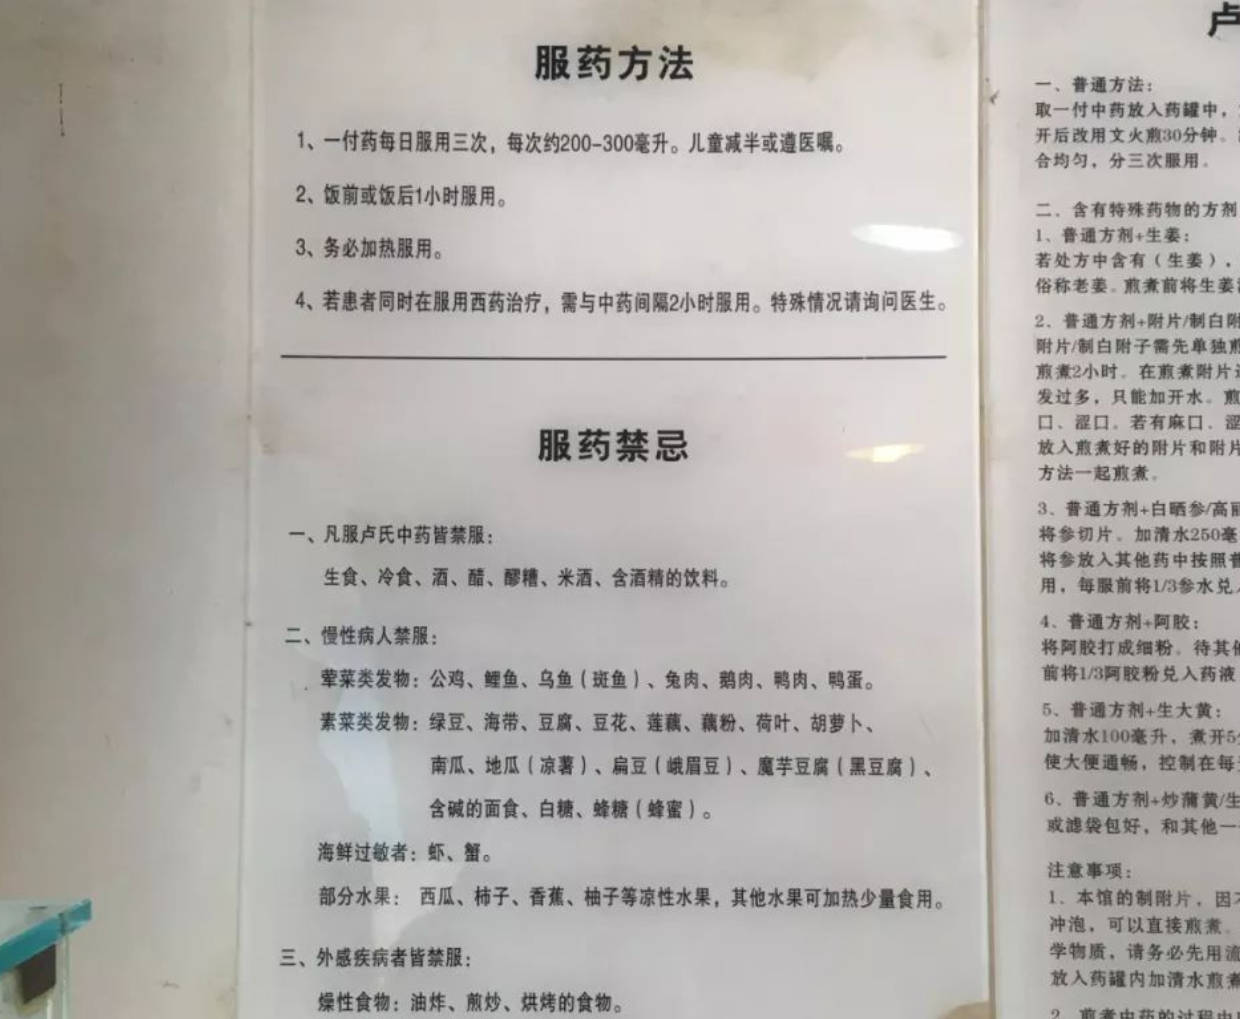 服药方法
1、一付药每日服用三次，每次约200-300毫升。儿童减半或遵医嘱。
2、饭前或饭后1小时服用。
3、务必加热服用。
4、若患者同时在服用西药治疗，需与中药间隔2小时服用。特殊情况请询问医生。
服药禁忌
一、凡服卢氏中药皆禁服：
生食、冷食、酒、醋、醪糟、米酒、含酒精的饮料。
二、慢性病人禁服：
荤菜类发物：公鸡、鲤鱼、乌鱼（斑鱼）、兔肉、鹅肉、鸭肉、鸭蛋。
素菜类发物：绿豆、海带、豆腐、豆花、莲藕、藕粉、荷叶、胡萝卜、
南瓜、地瓜（凉薯）、扁豆（峨眉豆）、魔芋豆腐（黑豆腐）、
含碱的面食、白糖、蜂糖（蜂蜜）。
海鲜过敏者：虾、蟹。
部分水果： 西瓜、柿子、香蕉、柚子等凉性水果，其他水果可加热少量食用。
三、外感疾病者皆禁服：
燥性食物：油炸、煎炒、烘烤的食物。
卢
一、普通方法：
取一付中药放入药罐中，
开后改用文火煎30分钟。
合均匀，分三次服用。
二、含有特殊药物的方剂
1、普通方剂+生姜：
若处方中含有（生姜），
俗称老姜。煎煮前将生姜
2、普通方剂+附片/制白附
附片/制白附子需先单独煎
煎煮2小时。在煎煮附片
发过多，只能加开水。煎
口、涩口。若有麻口、涩
放入煎煮好的附片和附片
方法一起煎煮。
3、普通方剂+白晒参/高丽
将参切片。加清水250毫
将参放入其他药中按照普
用，每服前将1/3参水兑
4、普通方剂+阿胶：
将阿胶打成细粉。待其他
前将1/3阿胶粉兑入药液
5、普通方剂+生大黄：
加清水100毫升，煮开5
使大便通畅，控制在每
6、普通方剂+炒蒲黄/生
或滤袋包好，和其他一
注意事项：
1、本馆的制附片，因
冲泡，可以直接煎煮。
学物质，请务必先用流
放入药罐内加清水煎煮
2、煎煮中药的过程中